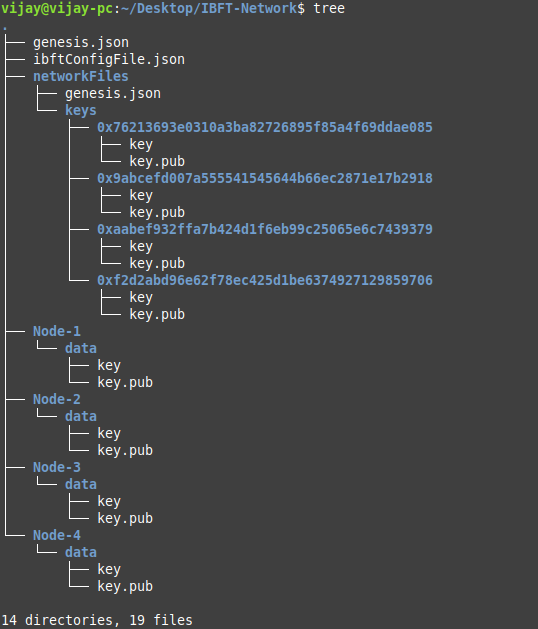 vijay@vijay-pc:~/Desktop/IBFT-Network$ tree
.
├── genesis.json
├── ibftConfigFile.json
├── networkFiles
│   ├── genesis.json
│   └── keys
│       ├── 0x76213693e0310a3ba82726895f85a4f69ddae085
│       │   ├── key
│       │   └── key.pub
│       ├── 0x9abcefd007a555541545644b66ec2871e17b2918
│       │   ├── key
│       │   └── key.pub
│       ├── 0xaabef932ffa7b424d1f6eb99c25065e6c7439379
│       │   ├── key
│       │   └── key.pub
│       └── 0xf2d2abd96e62f78ec425d1be6374927129859706
│           ├── key
│           └── key.pub
├── Node-1
│   └── data
│       ├── key
│       └── key.pub
├── Node-2
│   └── data
│       ├── key
│       └── key.pub
├── Node-3
│   └── data
│       ├── key
│       └── key.pub
└── Node-4
    └── data
        ├── key
        └── key.pub

14 directories, 19 files